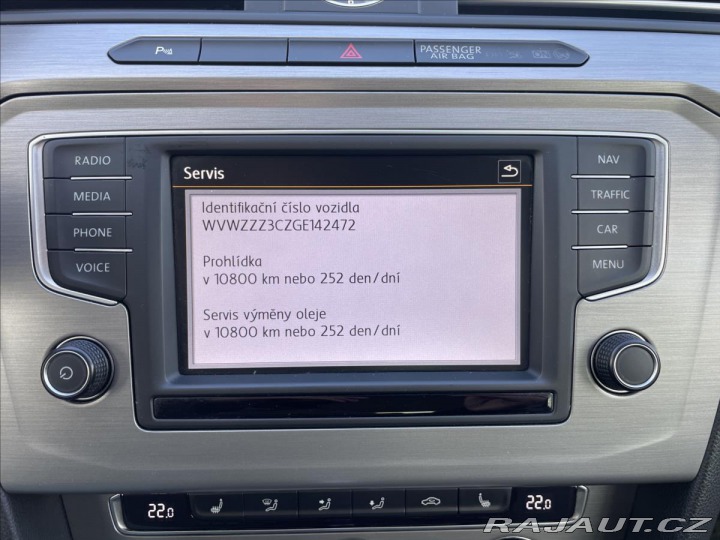 P
PASSENGER
AIR BAG
RADIO
MEDIA
PHONE
VOICE
NAV
TRAFFIC
CAR
MENU
Servis
Identifikační číslo vozidla
WVWZZZ3CZGE142472
Prohlídka
v 10800 km nebo 252 den/dní
Servis výměny oleje
v 10800 km nebo 252 den/dní
22.0
22.0
RAJAUT.CZ